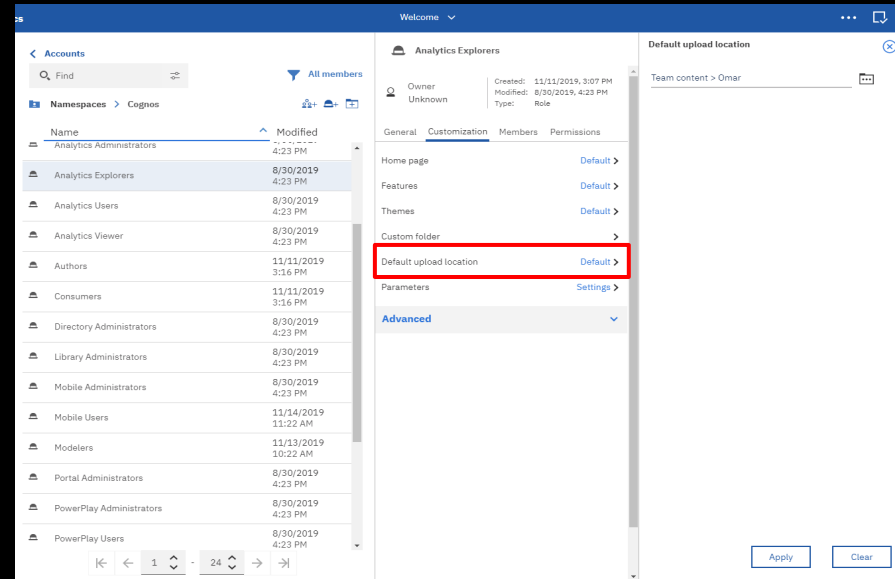 cs
Welcome
Accounts
Find
All members
Namespaces > Cognos
Name
Modified
Analytics Administrators
4:23 PM
Analytics Explorers
8/30/2019
4:23 PM
Analytics Users
8/30/2019
4:23 PM
Analytics Viewer
8/30/2019
4:23 PM
Authors
11/11/2019
3:16 PM
Consumers
11/11/2019
3:16 PM
Directory Administrators
8/30/2019
4:23 PM
Library Administrators
8/30/2019
4:23 PM
Mobile Administrators
8/30/2019
4:23 PM
Mobile Users
11/14/2019
11:22 AM
Modelers
11/13/2019
10:22 AM
Portal Administrators
8/30/2019
4:23 PM
PowerPlay Administrators
8/30/2019
4:23 PM
PowerPlay Users
8/30/2019
4:23 PM
1 - 24
Analytics Explorers
Owner
Unknown
Created: 11/11/2019, 3:07 PM
Modified: 8/30/2019, 4:23 PM
Type: Role
General Customization Members Permissions
Home page Default >
Features Default >
Themes Default >
Custom folder >
Default upload location Default >
Parameters Settings >
Advanced
Default upload location
Team content > Omar
Apply
Clear